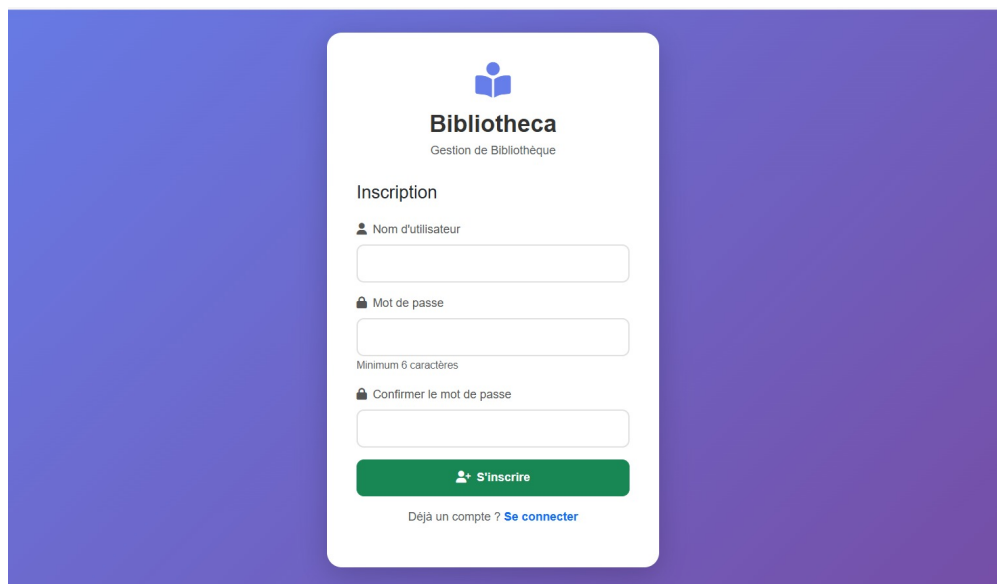 Bibliotheca
Gestion de Bibliothèque
Inscription
Nom d'utilisateur
Mot de passe
Minimum 6 caractères
Confirmer le mot de passe
S'inscrire
Déjà un compte ? Se connecter